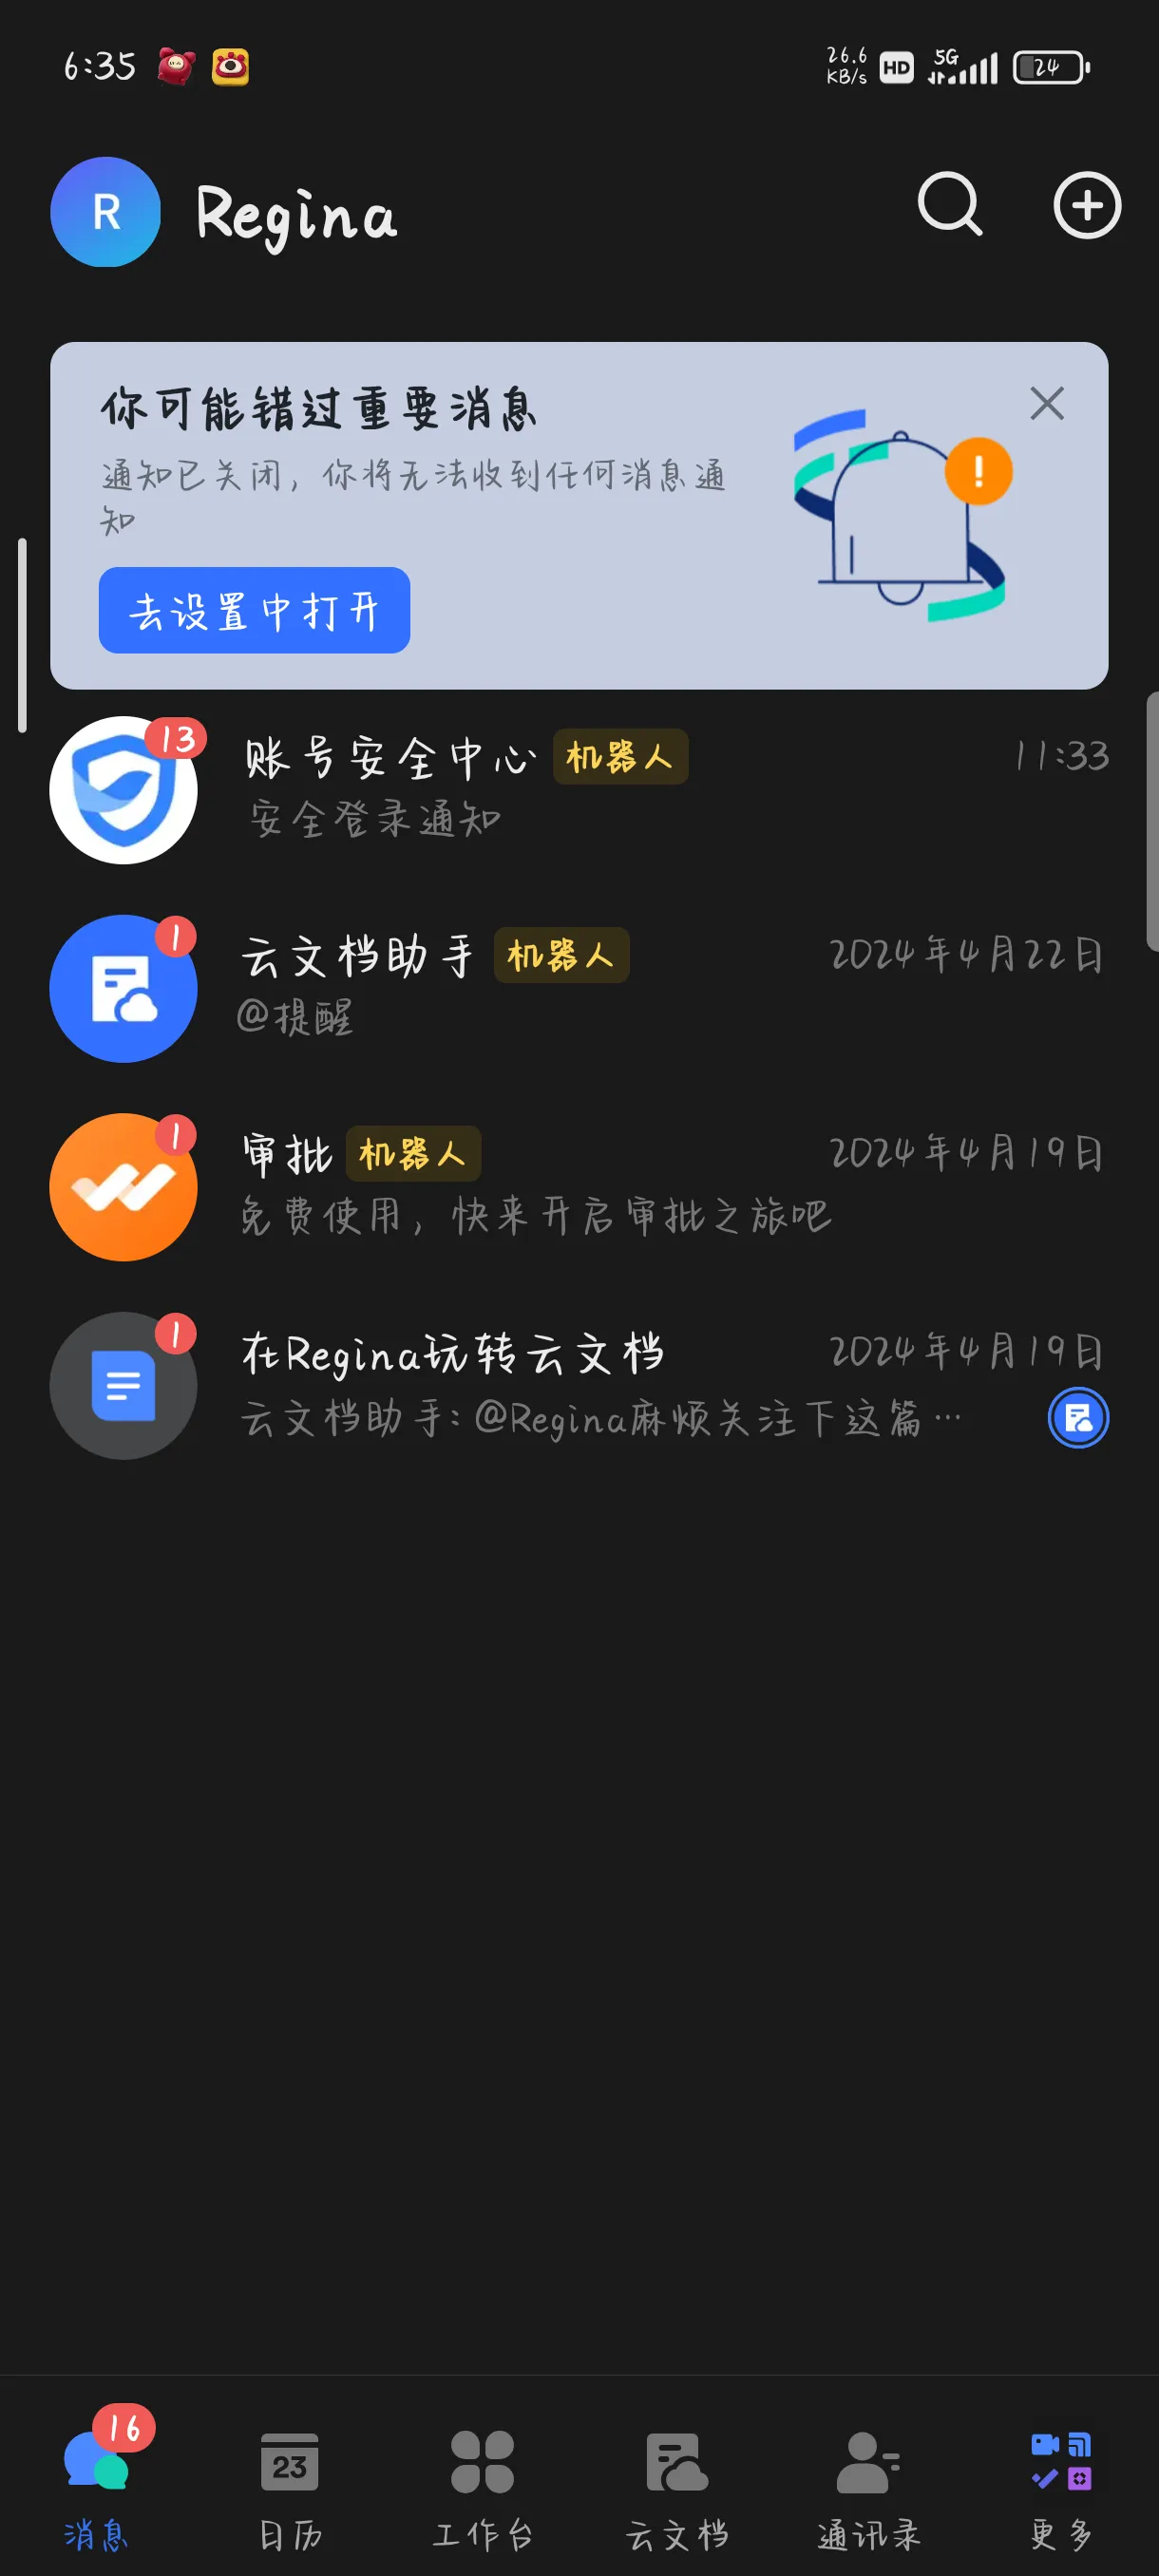 6:35
26.6
KB/s
HD
5G
24
R
Regina
你可能错过重要消息
通知已关闭，你将无法收到任何消息通
知
去设置中打开
13
账号安全中心 机器人 11:33
安全登录通知
1
云文档助手 机器人 2024年4月22日
@提醒
1
审批 机器人 2024年4月19日
免费使用，快来开启审批之旅吧
1
在Regina玩转云文档 2024年4月19日
云文档助手: @Regina麻烦关注下这篇…
16
23
消息 日历 工作台 云文档 通讯录 更多